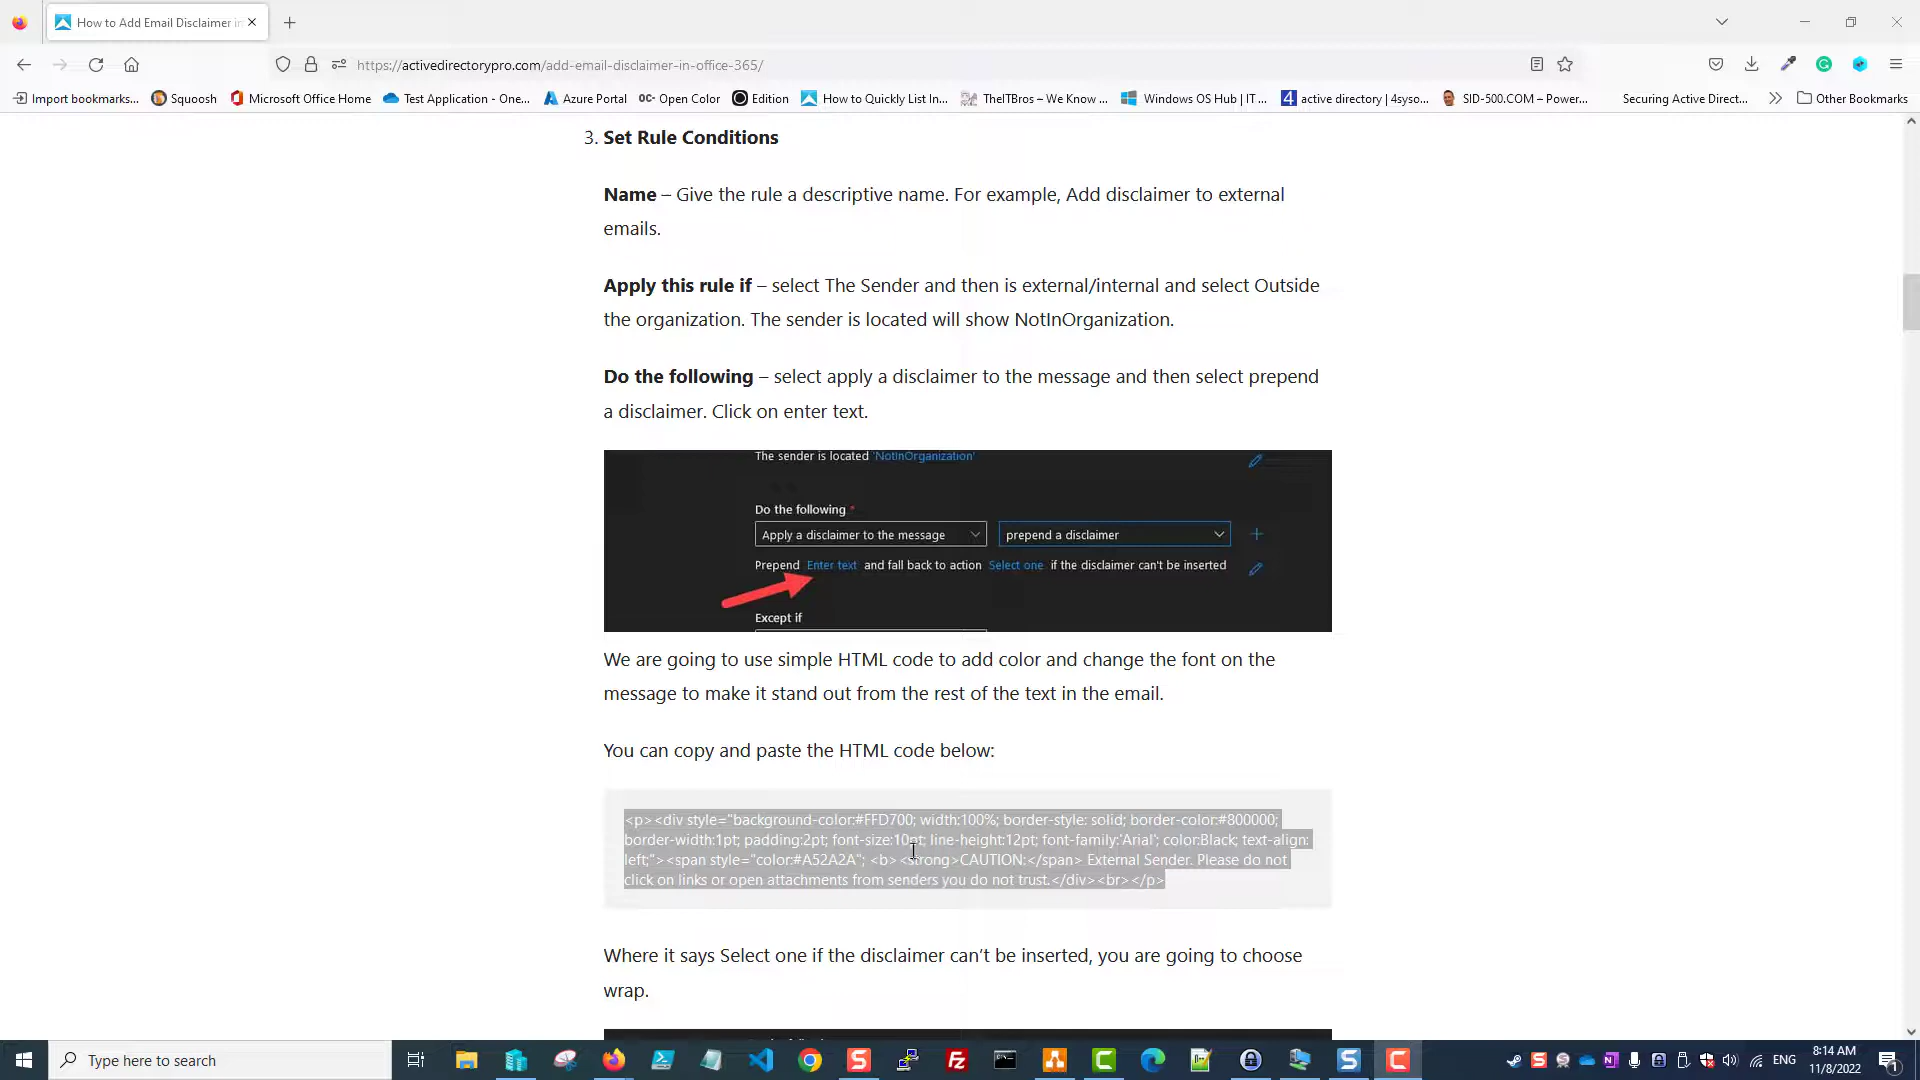 How to Add Email Disclaimer in
https://activedirectorypro.com/add-email-disclaimer-in-office-365/
Import bookmarks...
Squoosh
Microsoft Office Home
Test Application - One...
Azure Portal
OC- Open Color
Edition
How to Quickly List In...
TheITBros – We Know ...
Windows OS Hub | IT ...
4 active directory | 4syso...
SID-500.COM – Power...
Securing Active Direct...
Other Bookmarks
3. Set Rule Conditions
Name – Give the rule a descriptive name. For example, Add disclaimer to external
emails.
Apply this rule if – select The Sender and then is external/internal and select Outside
the organization. The sender is located will show NotInOrganization.
Do the following – select apply a disclaimer to the message and then select prepend
a disclaimer. Click on enter text.
The sender is located 'NotInOrganization'
Do the following *
Apply a disclaimer to the message
prepend a disclaimer
Prepend Enter text and fall back to action Select one if the disclaimer can't be inserted
Except if
We are going to use simple HTML code to add color and change the font on the
message to make it stand out from the rest of the text in the email.
You can copy and paste the HTML code below:
<p><div style="background-color:#FFD700; width:100%; border-style: solid; border-color:#800000;
border-width:1pt; padding:2pt; font-size:10pt; line-height:12pt; font-family:'Arial'; color:Black; text-align:
left;"><span style="color:#A52A2A"; <b><strong>CAUTION:</span> External Sender. Please do not
click on links or open attachments from senders you do not trust.</div><br></p>
Where it says Select one if the disclaimer can’t be inserted, you are going to choose
wrap.
Type here to search
ENG
8:14 AM
11/8/2022
1